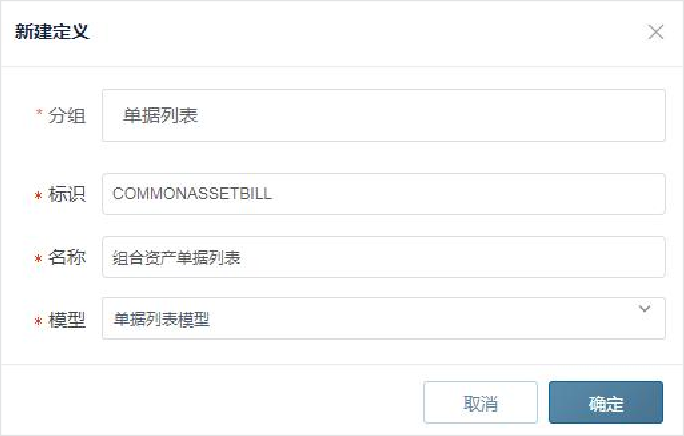 新建定义
* 分组 单据列表
* 标识 COMMONASSETBILL
* 名称 组合资产单据列表
* 模型 单据列表模型
取消 确定